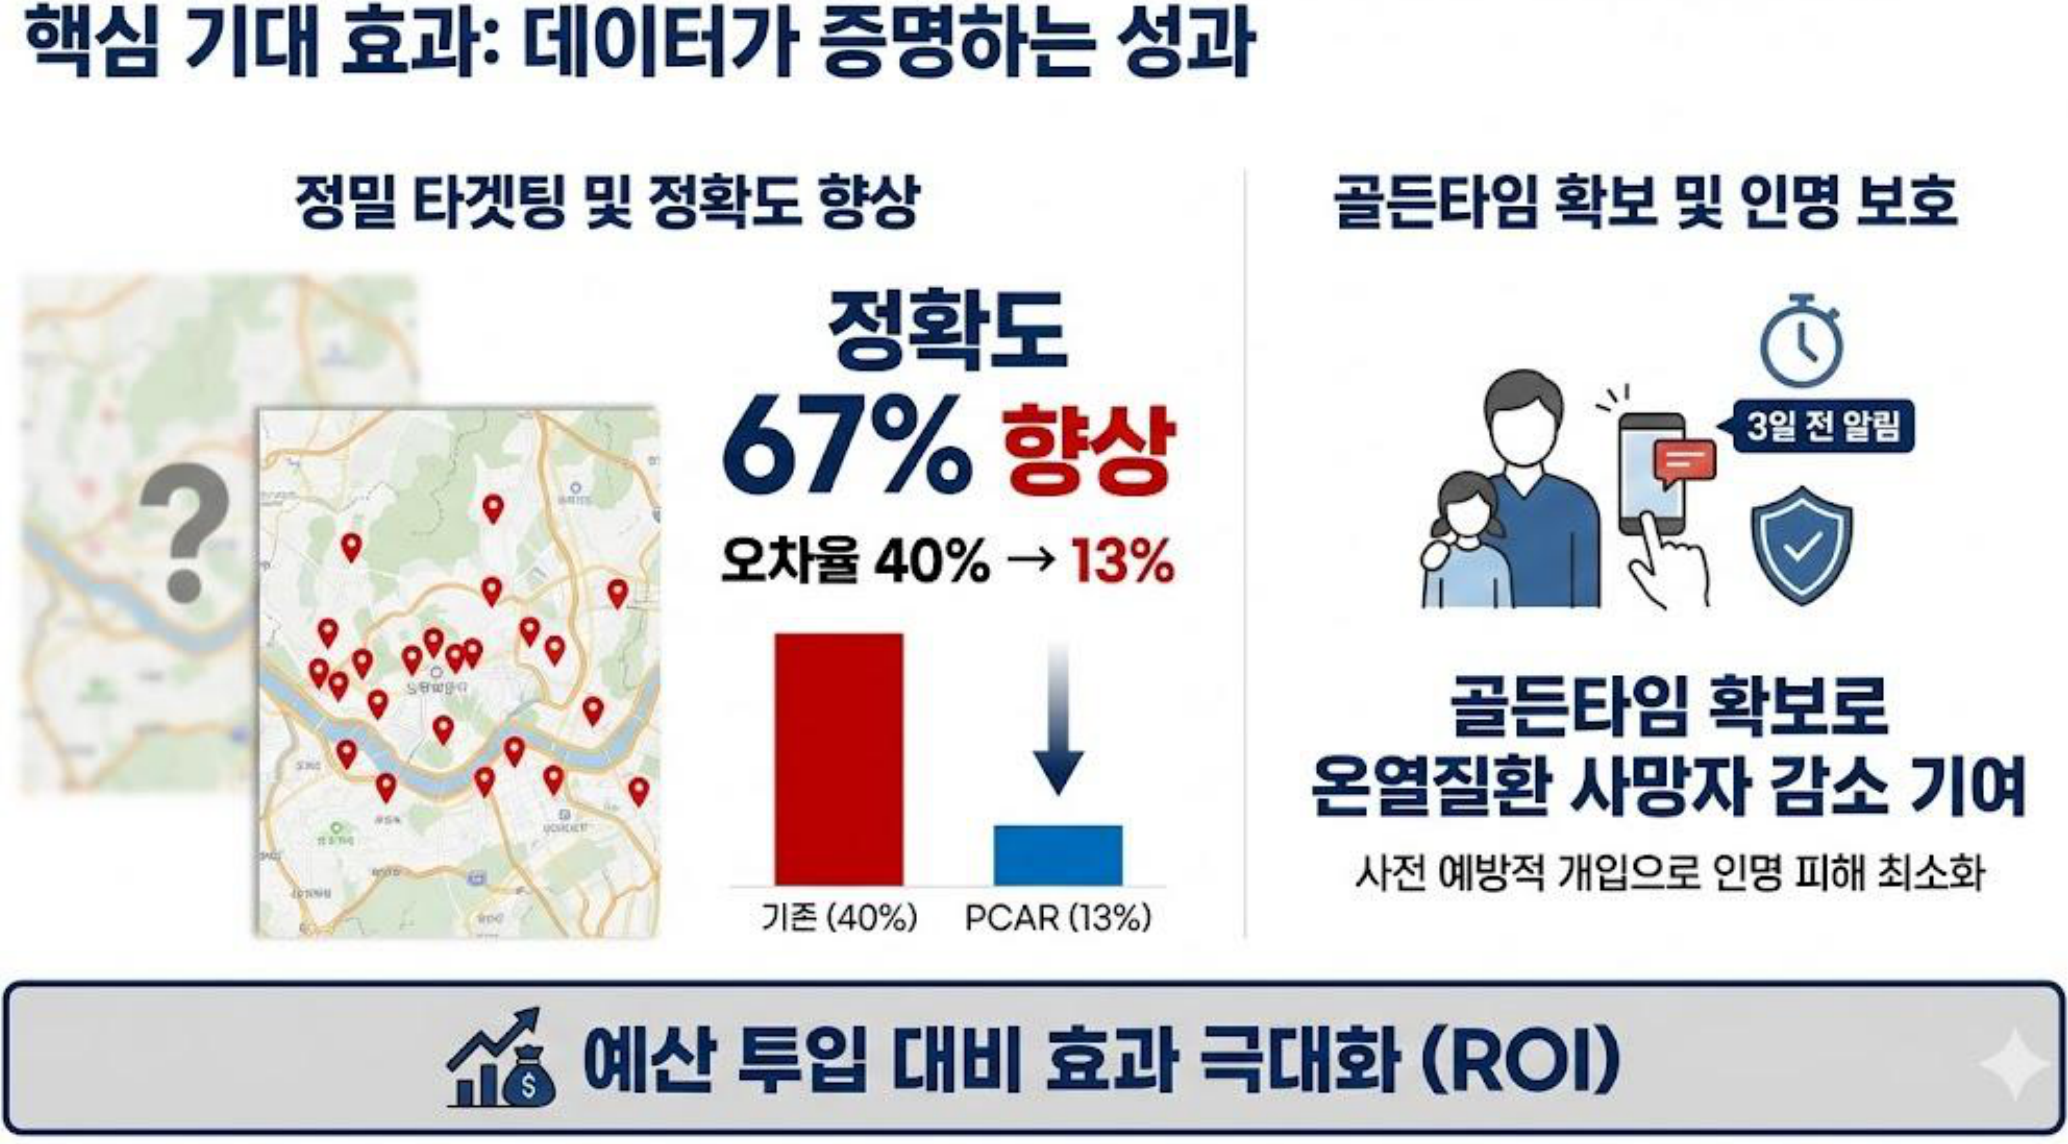 핵심 기대 효과: 데이터가 증명하는 성과
정밀 타겟팅 및 정확도 향상
정확도
67% 향상
오차율 40% → 13%
기존 (40%)
PCAR (13%)
골든타임 확보 및 인명 보호
3일 전 알림
골든타임 확보로
온열질환 사망자 감소 기여
사전 예방적 개입으로 인명 피해 최소화
예산 투입 대비 효과 극대화 (ROI)